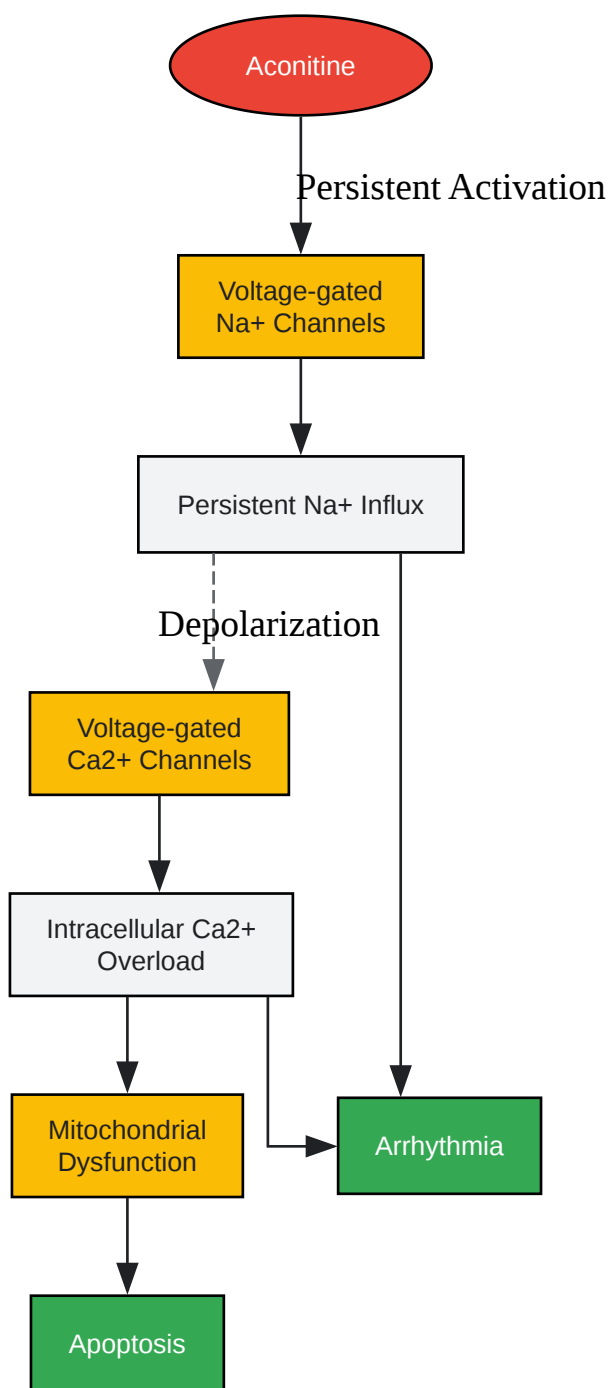 Aconitine
Persistent Activation
Voltage-gated
Na+ Channels
Persistent Na+ Influx
Depolarization
Voltage-gated
Ca2+ Channels
Intracellular Ca2+
Overload
Mitochondrial
Dysfunction
Arrhythmia
Apoptosis